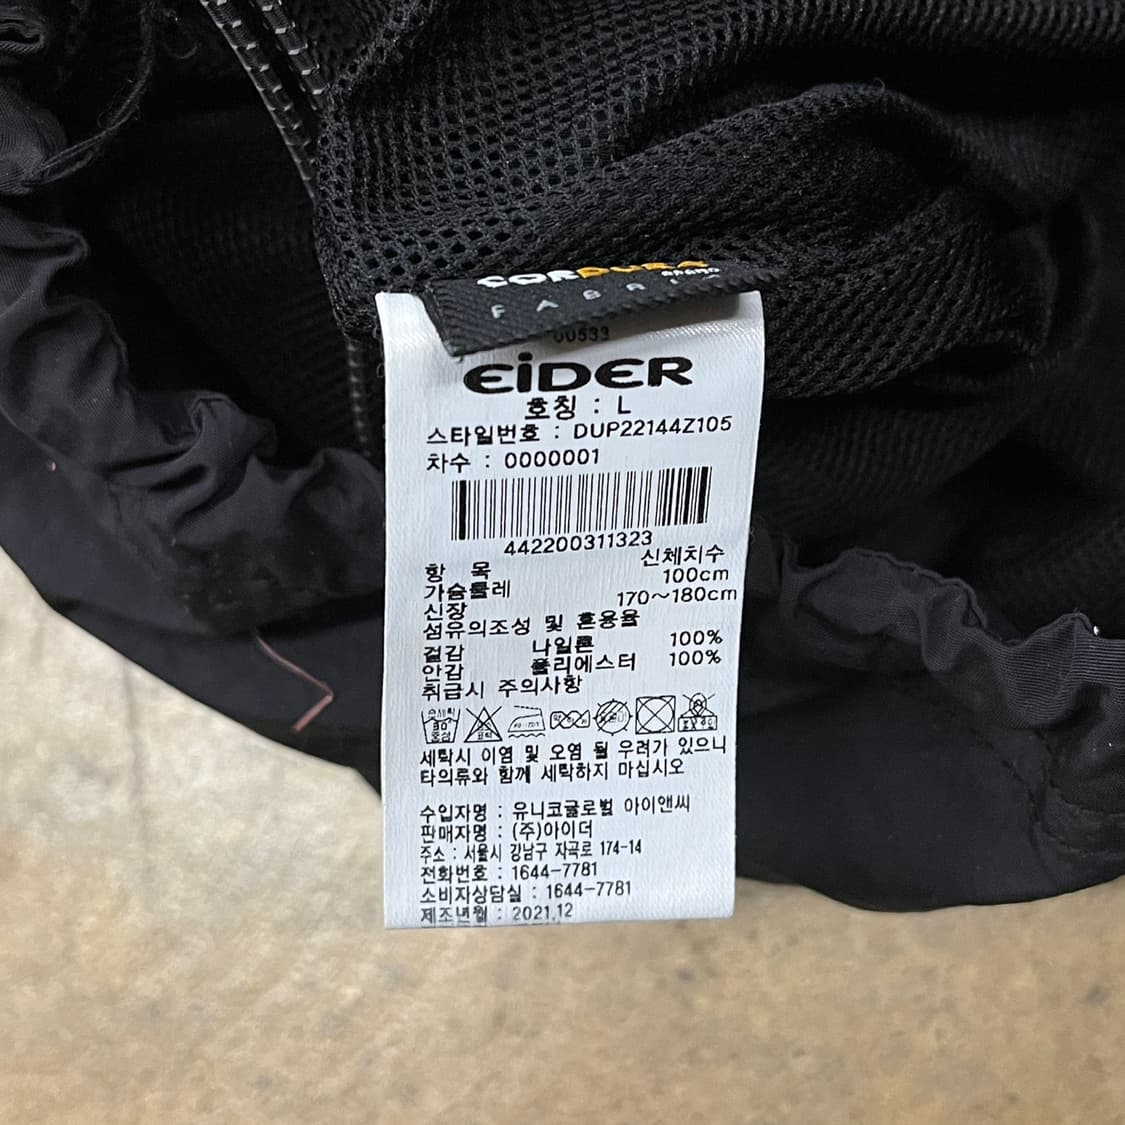 CORDURA
BRAND
FABRI
00533
EiDER
호칭 : L
스타일번호 : DUP22144Z105
차수 : 0000001
442200311323
항 목 신체치수
가슴둘레 100cm
신장 170~180cm
섬유의조성 및 혼용율
겉감 나일론 100%
안감 폴리에스터 100%
취급시 주의사항
세탁시 이염 및 오염 될 우려가 있으니
타의류와 함께 세탁하지 마십시오
수입자명 : 유니코글로벌 아이앤씨
판매자명 : (주)아이더
주소 : 서울시 강남구 자곡로 174-14
전화번호 : 1644-7781
소비자상담실 : 1644-7781
제조년월 : 2021.12